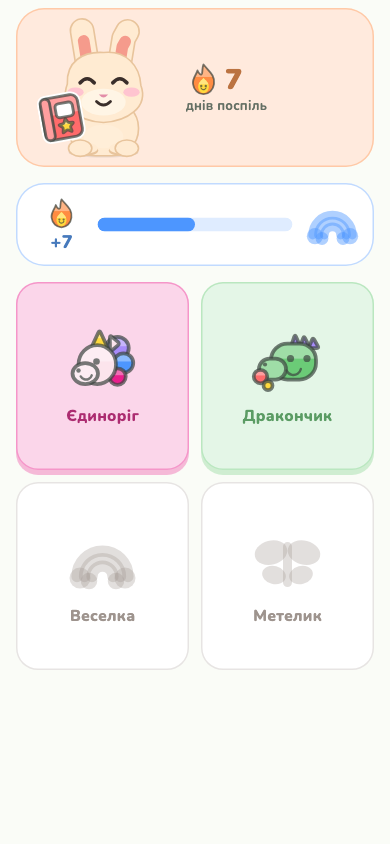 7
днів поспіль
+7
Єдиноріг
Дракончик
Веселка
Метелик